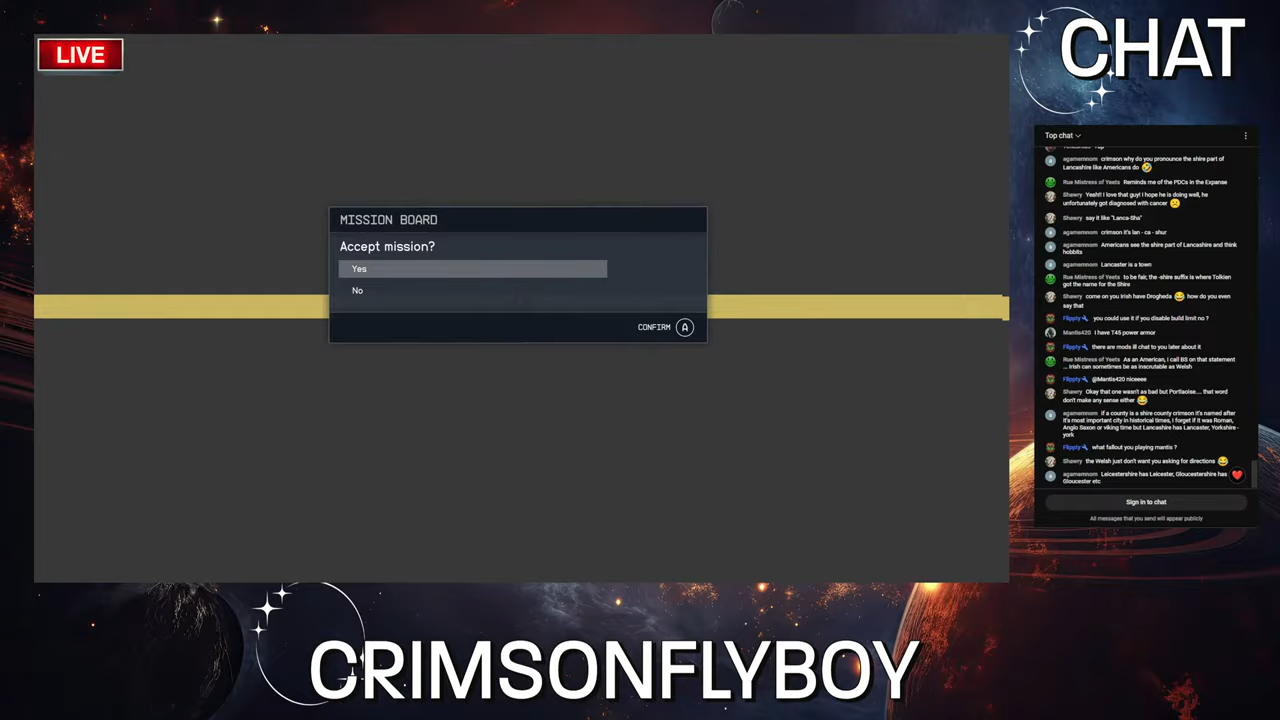 LIVE
CHAT
MISSION BOARD
Accept mission?
Yes
No
CONFIRM A
Top chat
agamemnom crimson why do you pronounce the shire part of
Lancashire like Americans do
Rue Mistress of Yeets Reminds me of the PDCs in the Expanse
Shawry Yeah!! I love that guy! I hope he is doing well, he
unfortunately got diagnosed with cancer
Shawry say it like "Lanca-Sha"
agamemnom crimson it's lan - ca - shur
agamemnom Americans see the shire part of Lancashire and think
hobbits
agamemnom Lancaster is a town
Rue Mistress of Yeets to be fair, the -shire suffix is where Tolkien
got the name for the Shire
Shawry come on you Irish have Drogheda how do you even
say that
Flippty you could use it if you disable build limit no ?
Mantis420 I have T45 power armor
Flippty there are mods ill chat to you later about it
Rue Mistress of Yeets As an American, I call BS on that statement
... Irish can sometimes be as inscrutable as Welsh
Flippty @Mantis420 niceeee
Shawry Okay that one wasn't as bad but Portlaoise.... that word
don't make any sense either
agamemnom if a county is a shire county crimson it's named after
it's most important city in historical times, I forget if it was Roman,
Anglo Saxon or viking time but Lancashire has Lancaster, Yorkshire -
york
Flippty what fallout you playing mantis ?
Shawry the Welsh just don't want you asking for directions
agamemnom Leicestershire has Leicester, Gloucestershire has
Gloucester etc
Sign in to chat
All messages that you send will appear publicly
CRIMSONFLYBOY